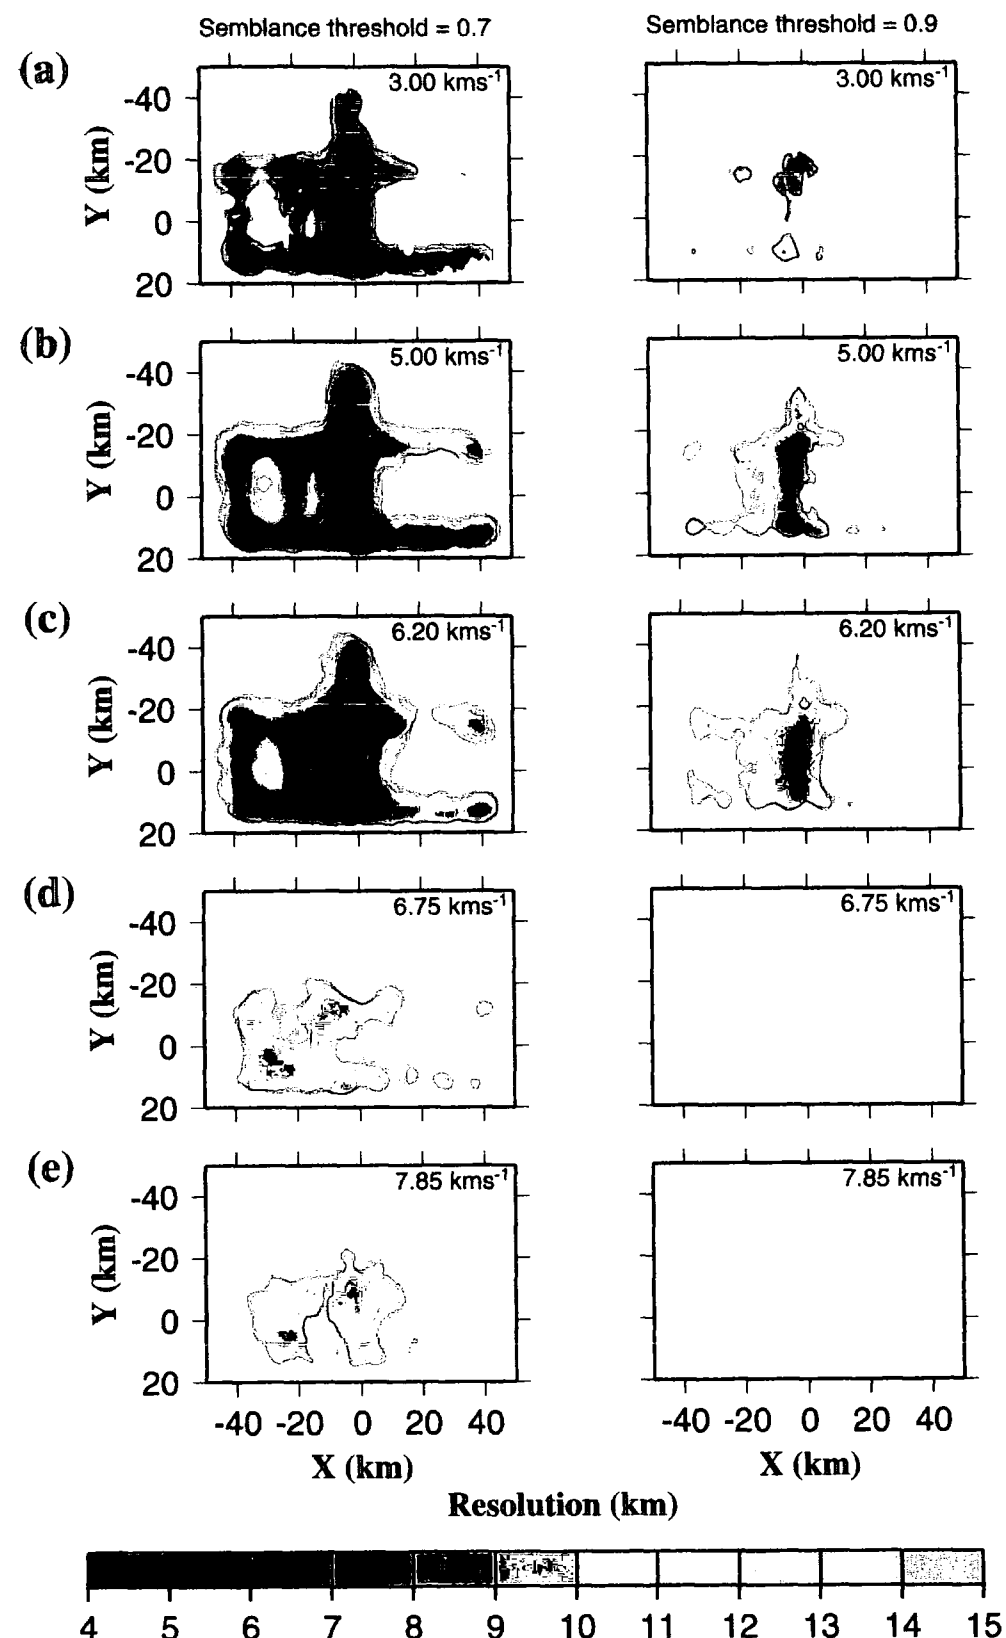 Semblance threshold = 0.7
Semblance threshold = 0.9
(a)
3.00 kms-1
3.00 kms-1
-40
-20
0
20
Y (km)
(b)
5.00 kms-1
5.00 kms-1
-40
-20
0
20
Y (km)
(c)
6.20 kms-1
6.20 kms-1
-40
-20
0
20
Y (km)
(d)
6.75 kms-1
6.75 kms-1
-40
-20
0
20
Y (km)
(e)
7.85 kms-1
7.85 kms-1
-40
-20
0
20
Y (km)
-40 -20 0 20 40
-40 -20 0 20 40
X (km)
X (km)
Resolution (km)
4 5 6 7 8 9 10 11 12 13 14 15